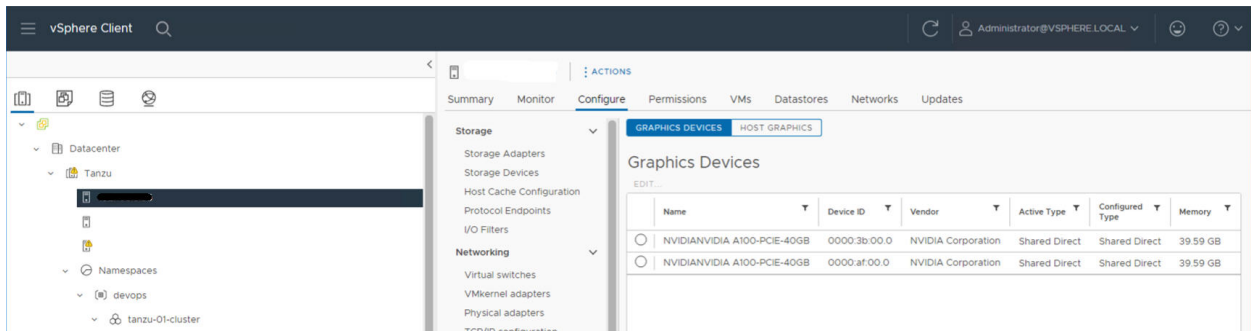 vSphere Client
Administrator@VSPHERE.LOCAL
ACTIONS
Summary Monitor Configure Permissions VMs Datastores Networks Updates
Datacenter
Tanzu
Namespaces
devops
tanzu-01-cluster
Storage
Storage Adapters
Storage Devices
Host Cache Configuration
Protocol Endpoints
I/O Filters
Networking
Virtual switches
VMkernel adapters
Physical adapters
TCP/IP configuration
GRAPHICS DEVICES HOST GRAPHICS
Graphics Devices
EDIT...
Name Device ID Vendor Active Type Configured Type Memory
NVIDIANVIDIA A100-PCIE-40GB 0000:3b:00.0 NVIDIA Corporation Shared Direct Shared Direct 39.59 GB
NVIDIANVIDIA A100-PCIE-40GB 0000:af:00.0 NVIDIA Corporation Shared Direct Shared Direct 39.59 GB